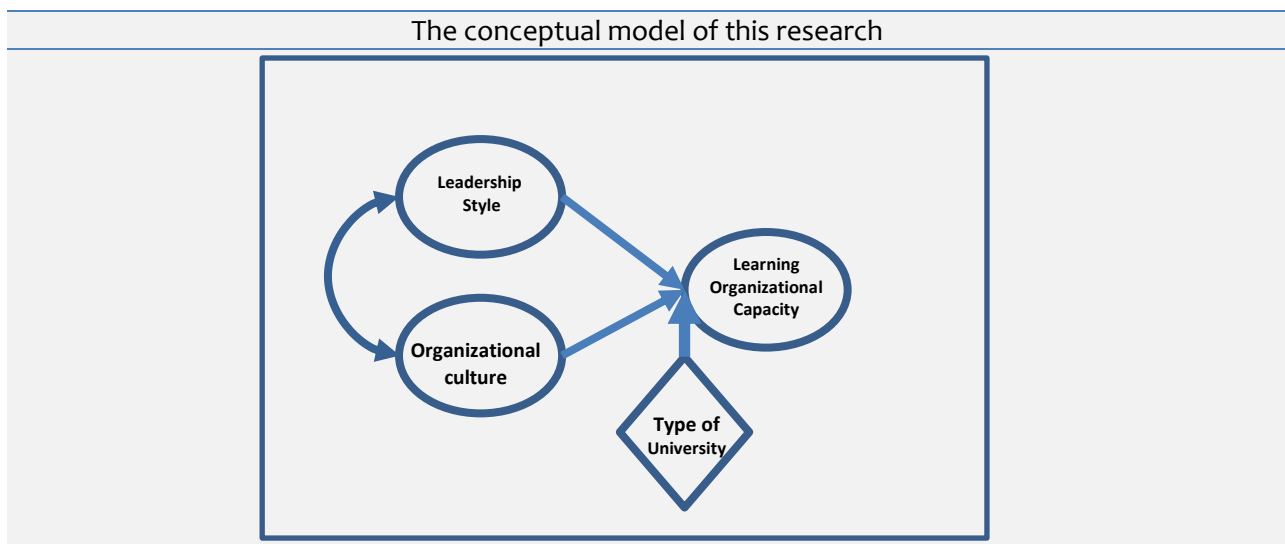 The conceptual model of this research
Leadership
Style
Learning
Organizational
Capacity
Organizational
culture
Type of
University